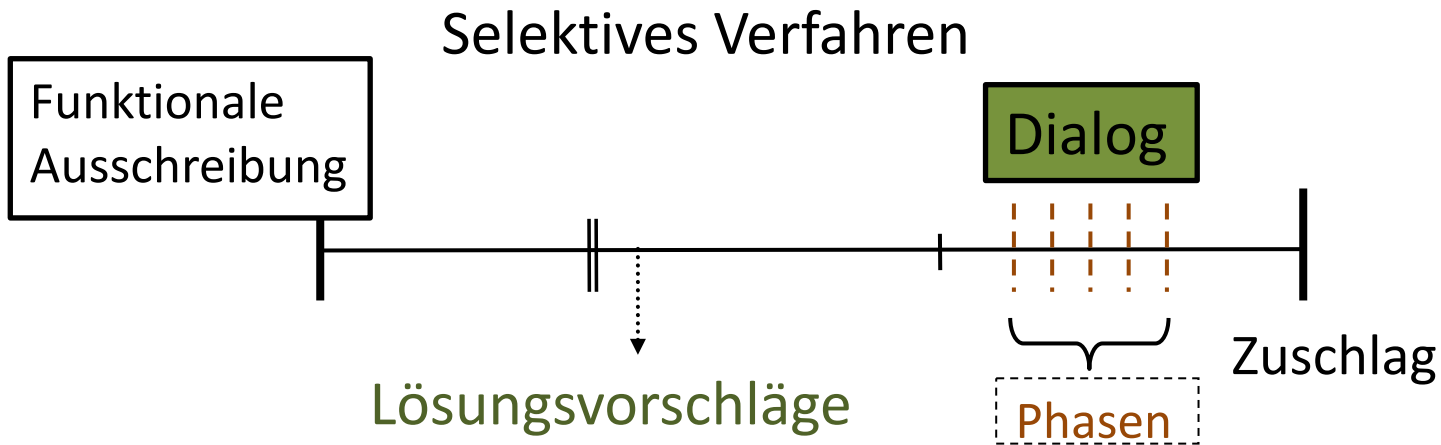 Selektives Verfahren
Funktionale
Ausschreibung
Dialog
Zuschlag
Lösungsvorschläge
Phasen